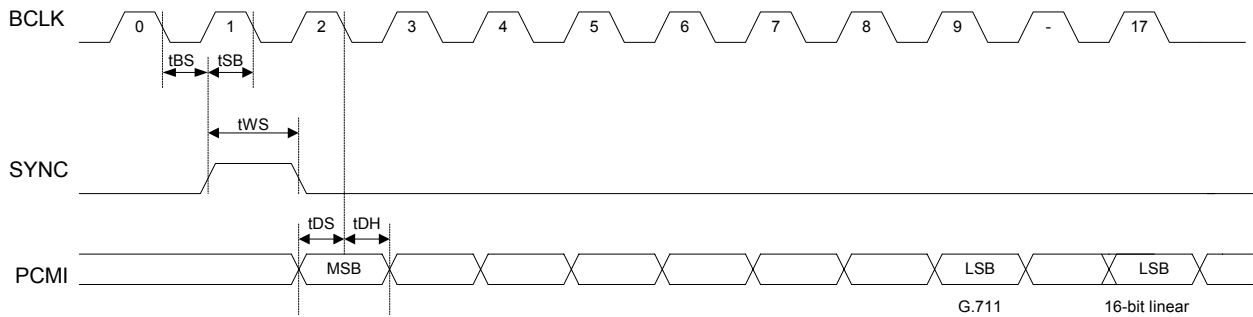 BCLK 0 1 2 3 4 5 6 7 8 9 - 17
tBS tSB
tWS
SYNC
tDS tDH
PCMI MSB LSB LSB
G.711 16-bit linear